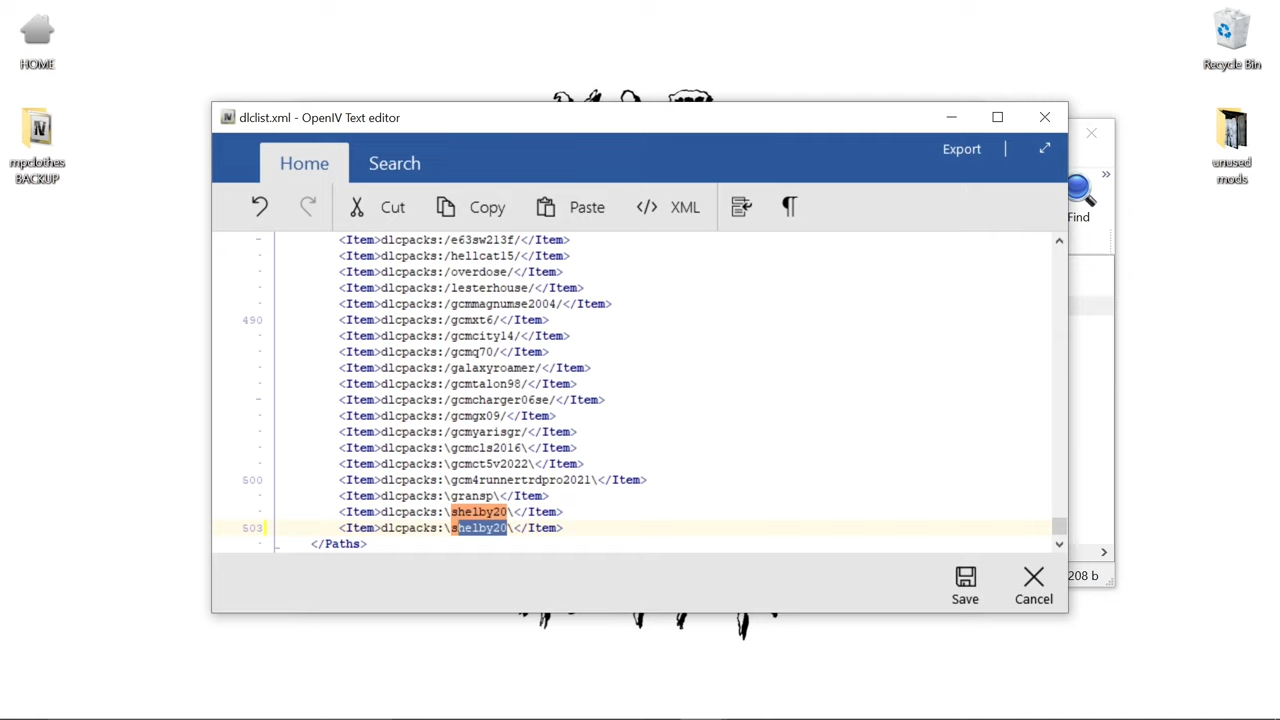 HOME
mpclothes
BACKUP
Recycle Bin
unused
mods
dlclist.xml - OpenIV Text editor
Export
Home
Search
Cut
Copy
Paste
</> XML
Find
<Item>dlcpacks:/e63sw213f/</Item>
<Item>dlcpacks:/hellcat15/</Item>
<Item>dlcpacks:/overdose/</Item>
<Item>dlcpacks:/lesterhouse/</Item>
<Item>dlcpacks:/gcmmagnumse2004/</Item>
490 <Item>dlcpacks:/gcmxt6/</Item>
<Item>dlcpacks:/gcmcity14/</Item>
<Item>dlcpacks:/gcmq70/</Item>
<Item>dlcpacks:/galaxyroamer/</Item>
<Item>dlcpacks:/gcmtalon98/</Item>
<Item>dlcpacks:/gcmcharger06se/</Item>
<Item>dlcpacks:/gcmgx09/</Item>
<Item>dlcpacks:/gcmyarisgr/</Item>
<Item>dlcpacks:\gcmcls2016\</Item>
<Item>dlcpacks:\gcmct5v2022\</Item>
500 <Item>dlcpacks:\gcm4runnertrdpro2021\</Item>
<Item>dlcpacks:\gransp\</Item>
<Item>dlcpacks:\shelby20\</Item>
503 <Item>dlcpacks:\shelby20\</Item>
</Paths>
Save
Cancel
208 b